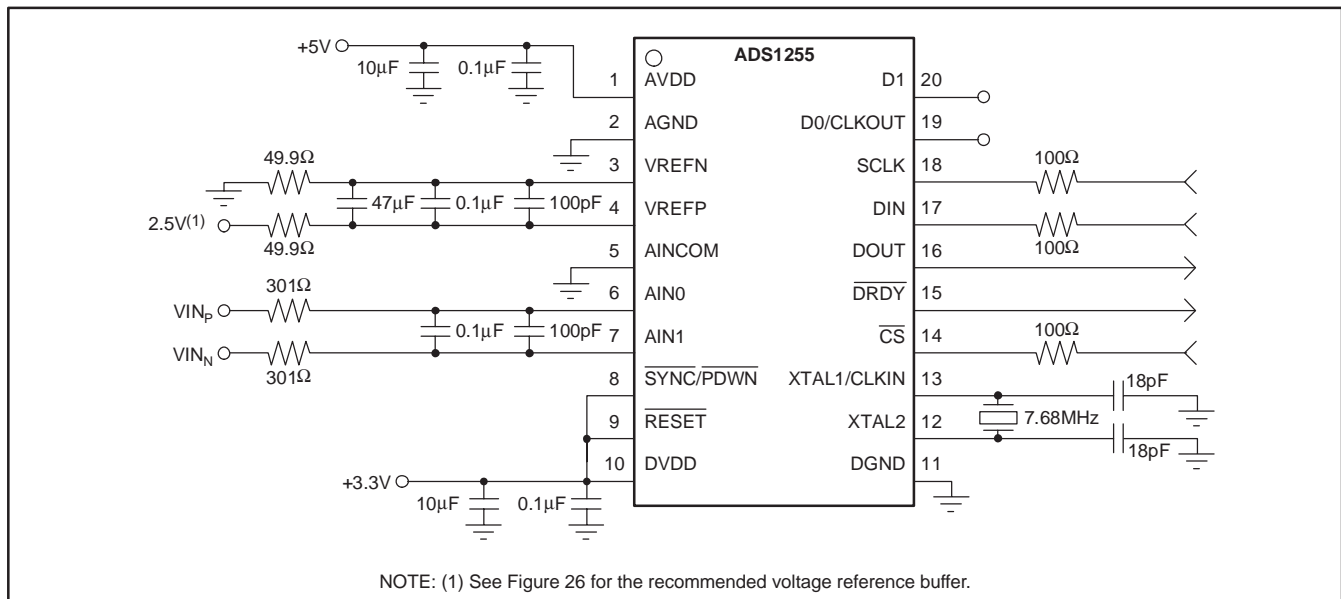 ADS1255
+5V
10µF
0.1µF
1 AVDD
D1 20
2 AGND
D0/CLKOUT 19
49.9Ω
3 VREFN
SCLK 18
100Ω
47µF
0.1µF
100pF
2.5V(1)
4 VREFP
DIN 17
49.9Ω
100Ω
5 AINCOM
DOUT 16
301Ω
VINP
6 AIN0
DRDY 15
0.1µF
100pF
VINN
7 AIN1
CS 14
100Ω
301Ω
8 SYNC/PDWN
XTAL1/CLKIN 13
18pF
9 RESET
XTAL2 12
7.68MHz
18pF
+3.3V
10 DVDD
DGND 11
10µF
0.1µF
NOTE: (1) See Figure 26 for the recommended voltage reference buffer.